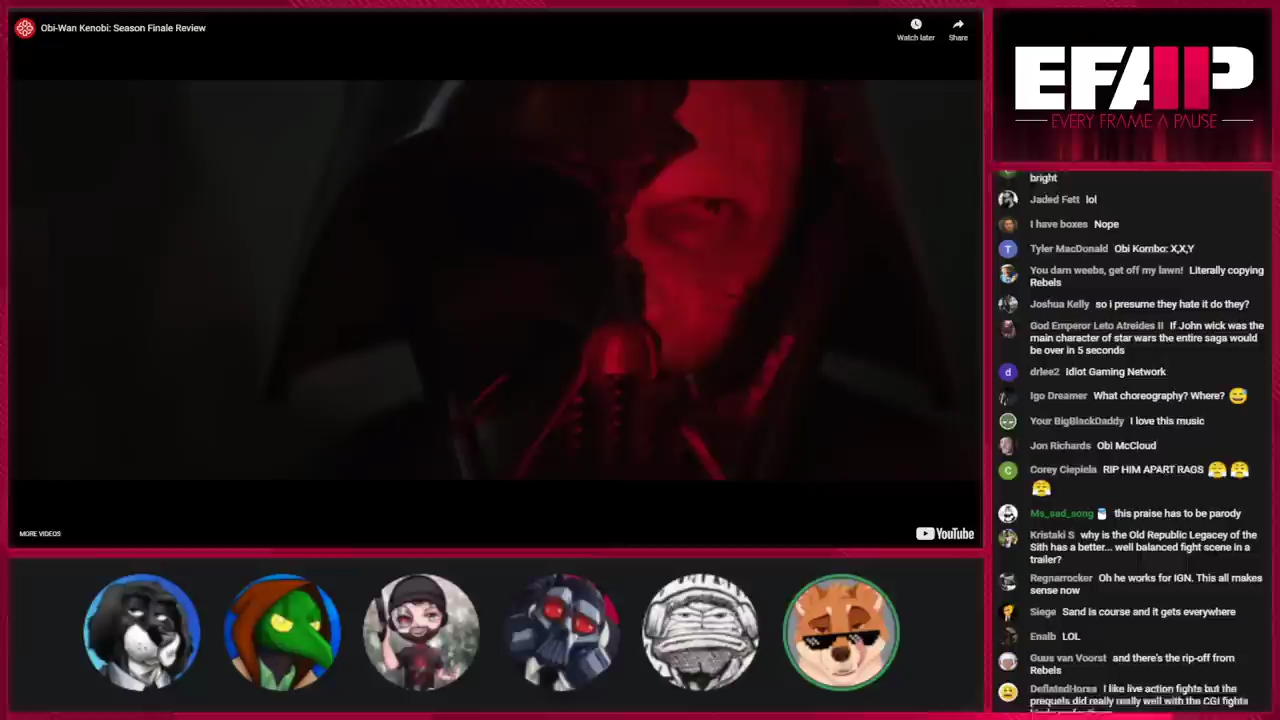 Obi-Wan Kenobi: Season Finale Review
Watch later
Share
MORE VIDEOS
YouTube
EFAP
EVERY FRAME A PAUSE
bright
Jaded Fett lol
I have boxes Nope
T
Tyler MacDonald Obi Kombo: X,X,Y
You darn weebs, get off my lawn! Literally copying
Rebels
Joshua Kelly so i presume they hate it do they?
God Emperor Leto Atreides II If John wick was the
main character of star wars the entire saga would
be over in 5 seconds
d
drlee2 Idiot Gaming Network
Igo Dreamer What choreography? Where?
Your BigBlackDaddy I love this music
Jon Richards Obi McCloud
C
Corey Ciepiela RIP HIM APART RAGS
Ms_sad_song this praise has to be parody
Kristaki S why is the Old Republic Legacey of the
Sith has a better... well balanced fight scene in a
trailer?
Regnarrocker Oh he works for IGN. This all makes
sense now
Siege Sand is course and it gets everywhere
Enalb LOL
Guus van Voorst and there's the rip-off from
Rebels
DeflatedHorse I like live action fights but the
prequels did really really well with the CGI fights